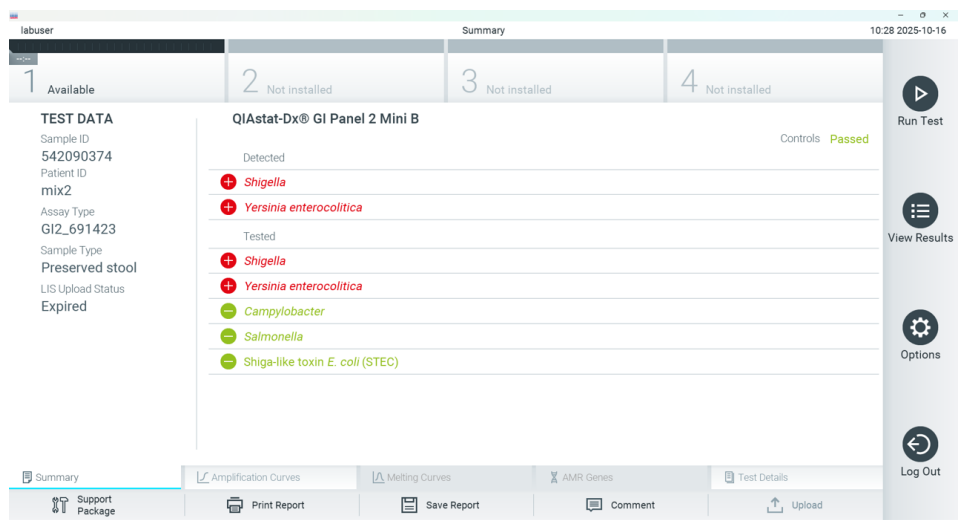 labuser
Summary
10:28 2025-10-16
--:--
1 Available
2 Not installed
3 Not installed
4 Not installed
Run Test
View Results
Options
Log Out
TEST DATA
Sample ID
542090374
Patient ID
mix2
Assay Type
GI2_691423
Sample Type
Preserved stool
LIS Upload Status
Expired
QIAstat-Dx® GI Panel 2 Mini B
Controls Passed
Detected
Shigella
Yersinia enterocolitica
Tested
Shigella
Yersinia enterocolitica
Campylobacter
Salmonella
Shiga-like toxin E. coli (STEC)
Summary
Amplification Curves
Melting Curves
AMR Genes
Test Details
Support
Package
Print Report
Save Report
Comment
Upload